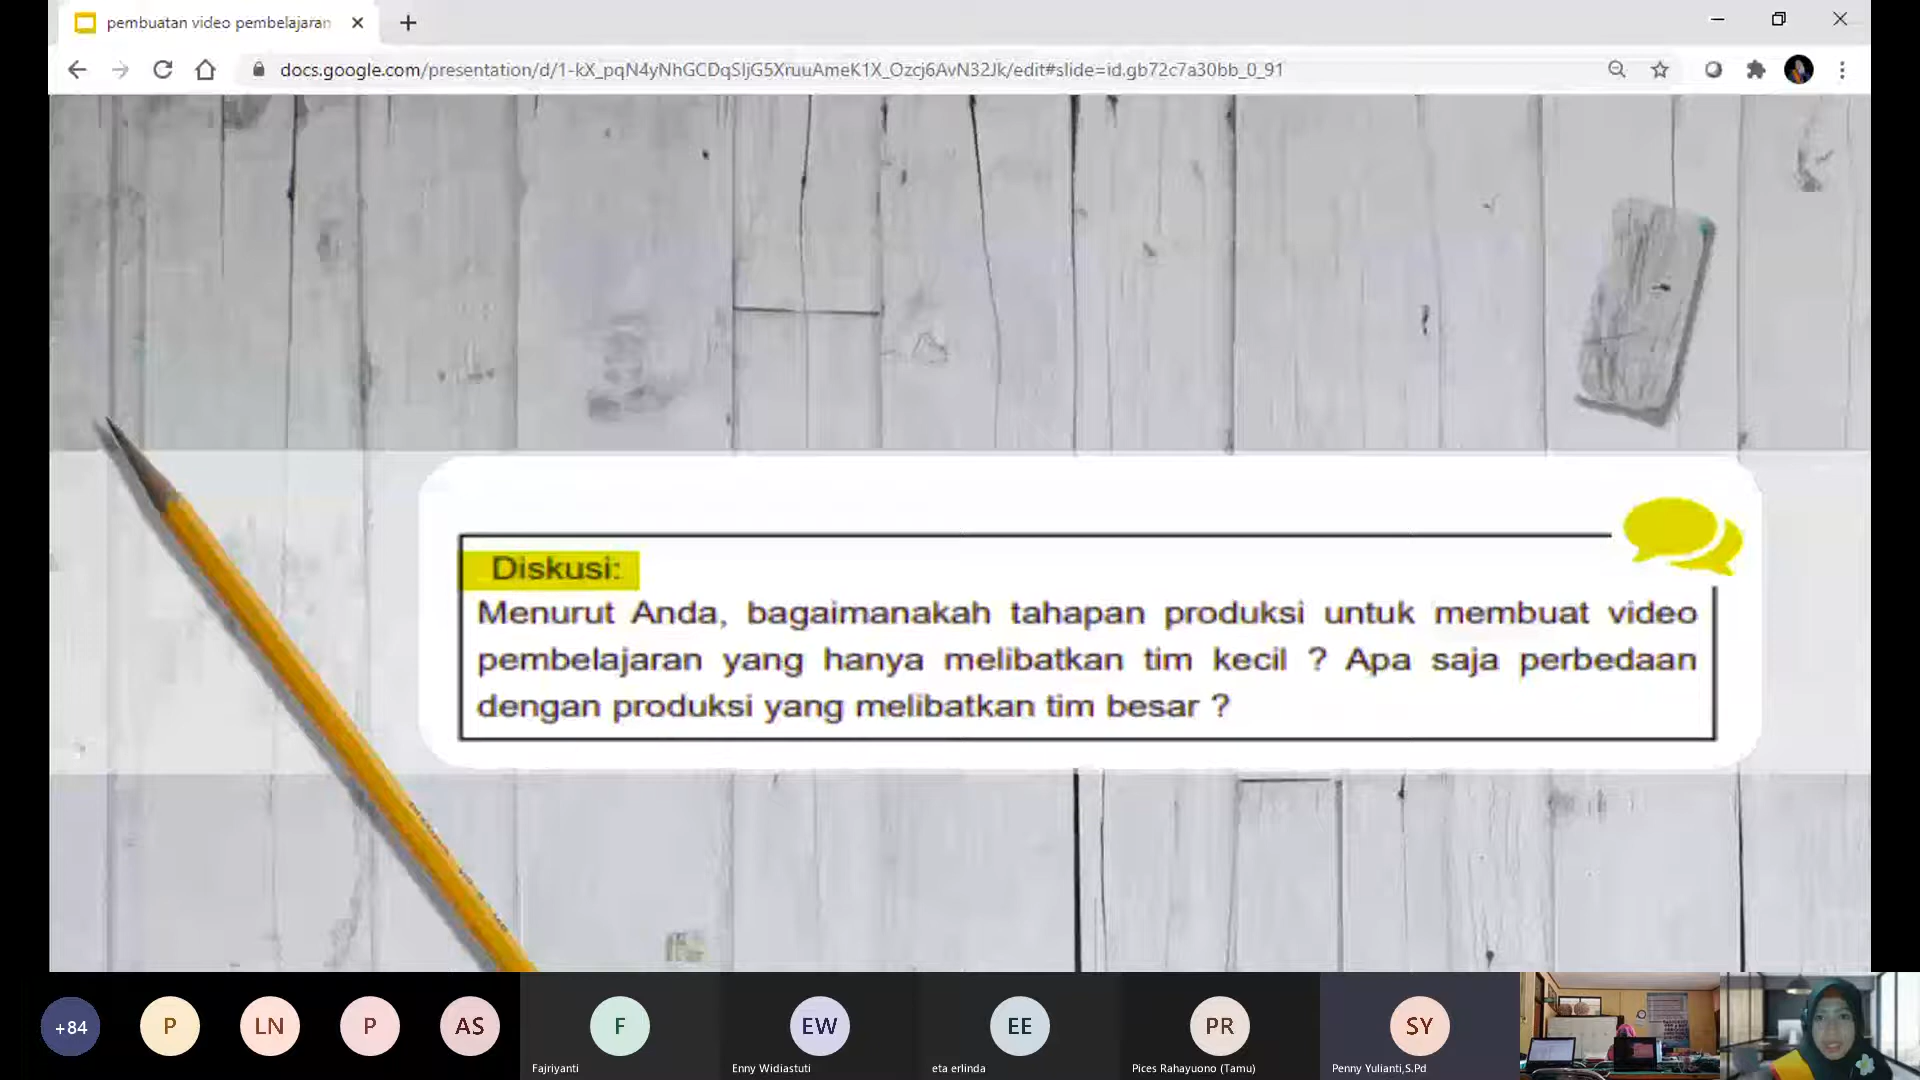 pembuatan video pembelajaran
docs.google.com/presentation/d/1-kX_pqN4yNhGCDqSIjG5XruuAmeK1X_Ozcj6AvN32Jk/edit#slide=id.gb72c7a30bb_0_91
Diskusi:
Menurut Anda, bagaimanakah tahapan produksi untuk membuat video
pembelajaran yang hanya melibatkan tim kecil ? Apa saja perbedaan
dengan produksi yang melibatkan tim besar ?
+84
P
LN
P
AS
F
EW
EE
PR
SY
Fajriyanti
Enny Widiastuti
eta erlinda
Pices Rahayuono (Tamu)
Penny Yulianti,S.Pd